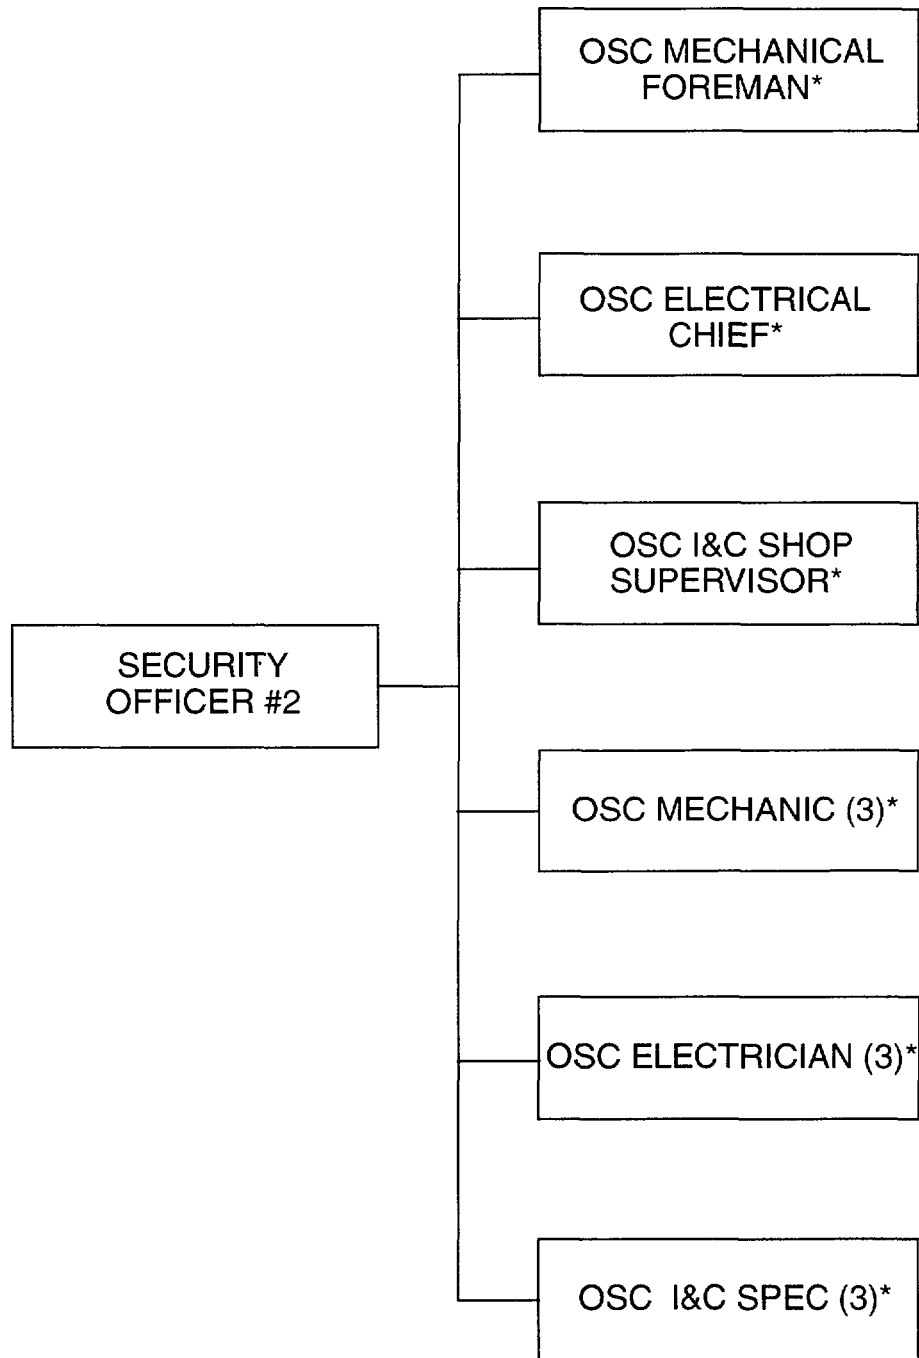 OSC MECHANICAL
FOREMAN*
OSC ELECTRICAL
CHIEF*
OSC I&C SHOP
SUPERVISOR*
SECURITY
OFFICER #2
OSC MECHANIC (3)*
OSC ELECTRICIAN (3)*
OSC I&C SPEC (3)*